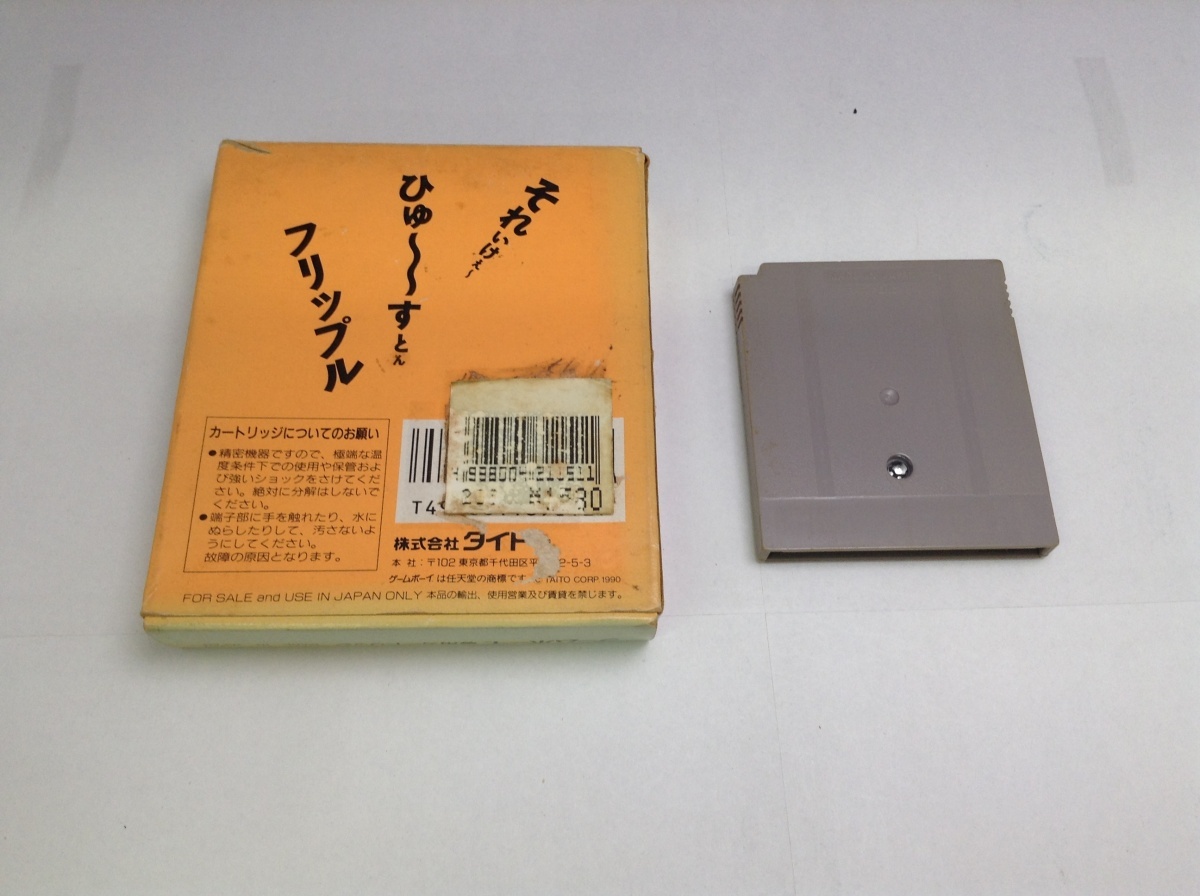 それいけぇ〜
ひゅ〜〜すとん
フリップル
カートリッジについてのお願い
●精密機器ですので、極端な温
度条件下での使用や保管およ
び強いショックをさけてくだ
さい。絶対に分解はしないで
ください。
●端子部に手を触れたり、水に
ぬらしたりして、汚さないよ
うにしてください。
故障の原因となります。
T4
株式会社タイト
本社:〒102 東京都千代田区平 2-5-3
ゲームボーイは任天堂の商標です TAITO CORP. 1990
FOR SALE and USE IN JAPAN ONLY 本品の輸出、使用営業及び賃貸を禁じます。